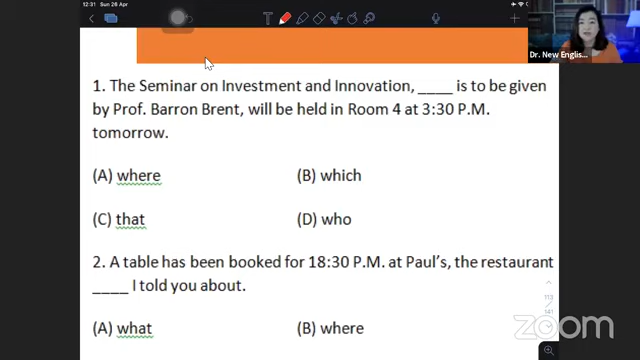 12:31 Sun 26 Apr
Dr. New Englis...
1. The Seminar on Investment and Innovation, ____ is to be given
by Prof. Barron Brent, will be held in Room 4 at 3:30 P.M.
tomorrow.
(A) where (B) which
(C) that (D) who
2. A table has been booked for 18:30 P.M. at Paul's, the restaurant
____ I told you about.
(A) what (B) where
113
141
zoom